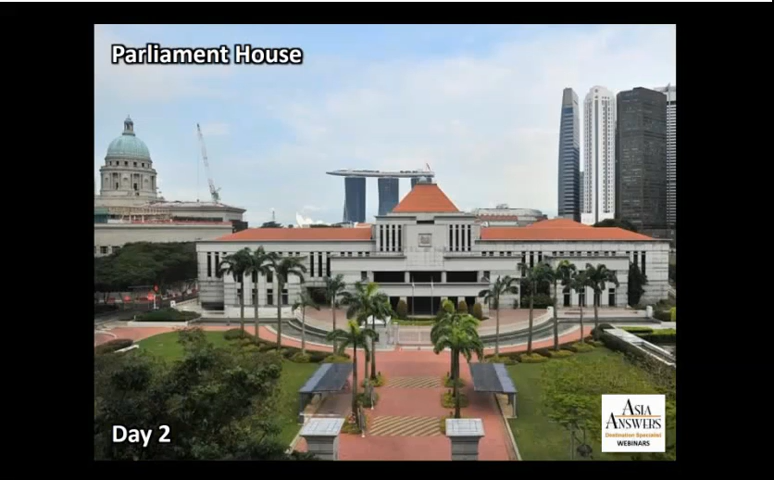 Parliament House
Day 2
ASIA
ANSWERS
Destination Specialist
WEBINARS